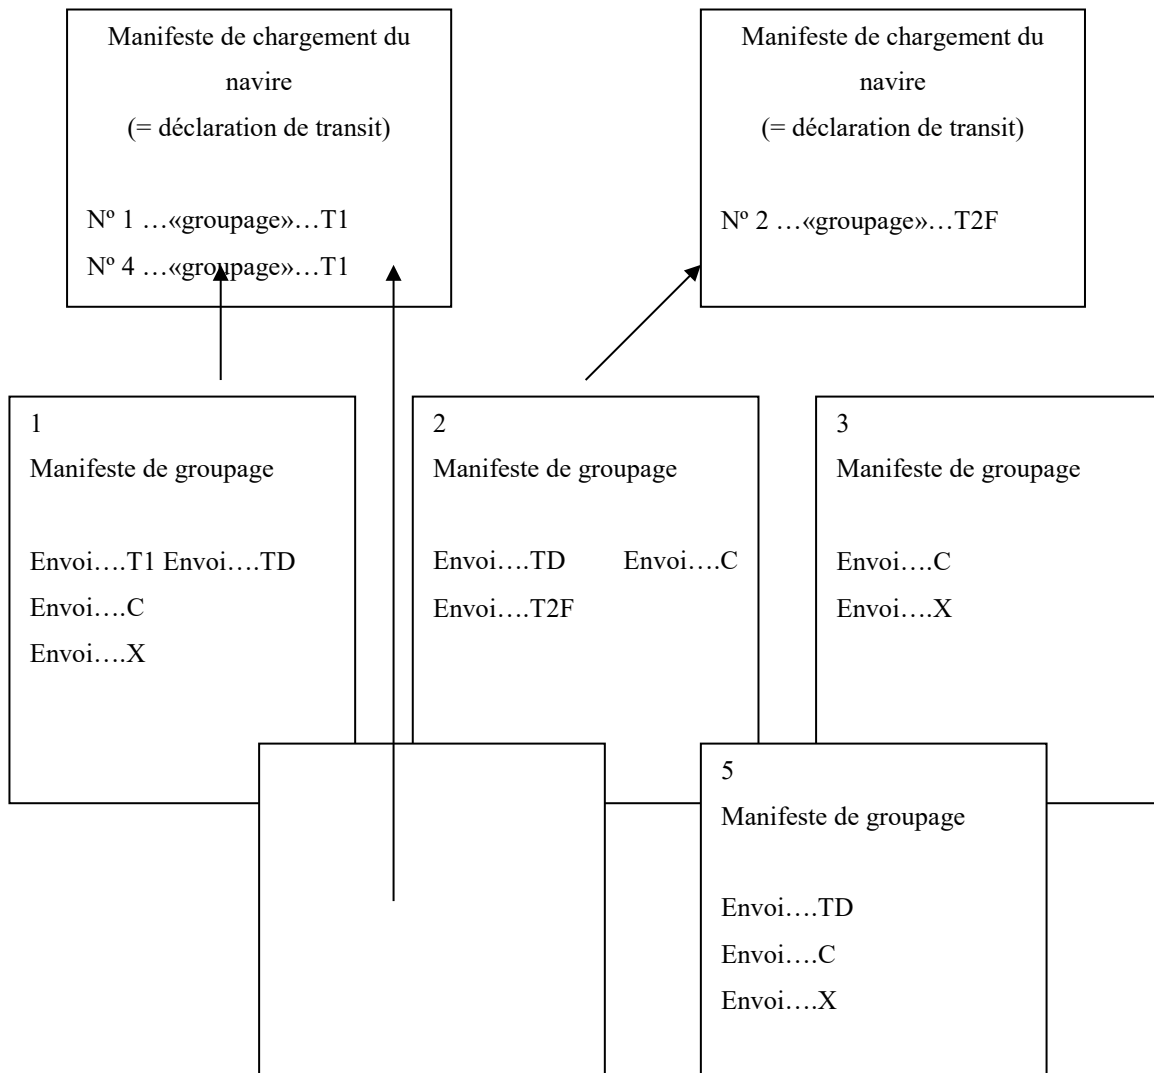 Manifeste de chargement du
navire
(= déclaration de transit)
Nº 1 …«groupage»…T1
Nº 4 …«groupage»…T1
Manifeste de chargement du
navire
(= déclaration de transit)
Nº 2 …«groupage»…T2F
1
Manifeste de groupage
Envoi….T1 Envoi….TD
Envoi….C
Envoi….X
2
Manifeste de groupage
Envoi….TD Envoi….C
Envoi….T2F
3
Manifeste de groupage
Envoi….C
Envoi….X
5
Manifeste de groupage
Envoi….TD
Envoi….C
Envoi….X